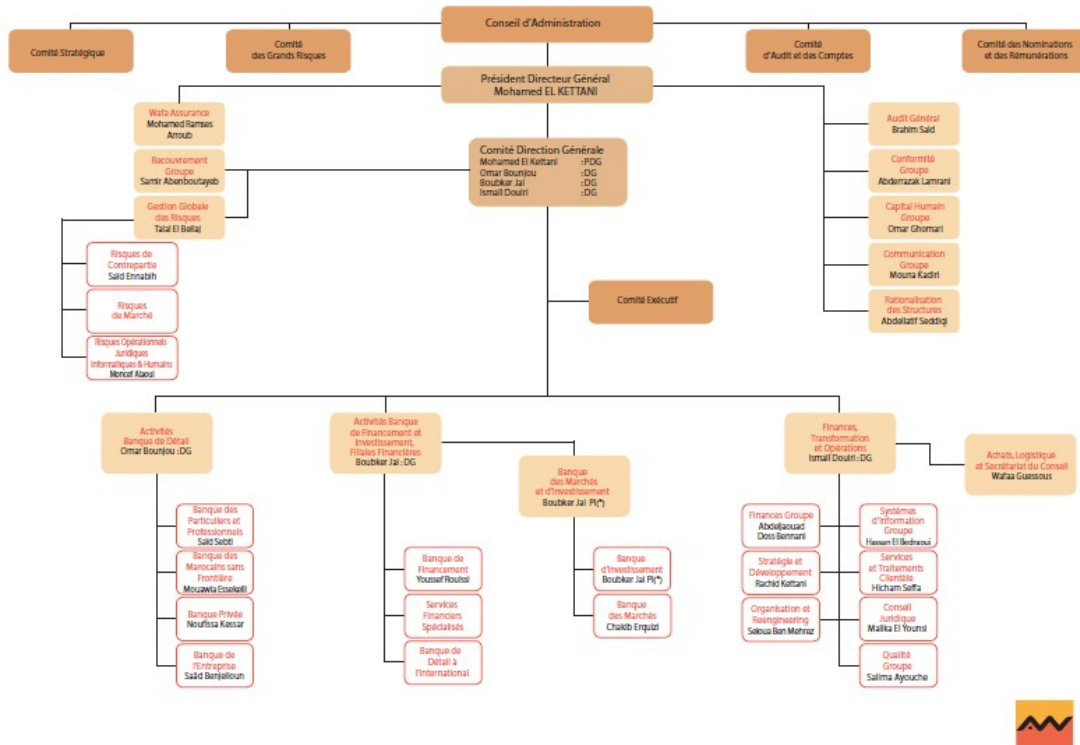 Conseil d'Administration
Comité Stratégique
Comité
des Grands Risques
Comité
d'Audit et des Comptes
Comité des Nominations
et des Rémunérations
Président Directeur Général
Mohamed EL KETTANI
Wafa Assurance
Mohamed Ramses
Arroub
Recouvrement
Groupe
Samir Abenboutayeb
Gestion Globale
des Risques
Talal El Bellaj
Comité Direction Générale
Mohamed El Kettani :PDG
Omar Bounjou :DG
Boubker Jai :DG
Ismail Douiri :DG
Audit Général
Brahim Said
Conformité
Groupe
Abderrazak Lamrani
Capital Humain
Groupe
Omar Ghomari
Communication
Groupe
Mouna Kadiri
Rationalisation
des Structures
Abdellatif Seddiqi
Risques de
Contrepartie
Said Ennabih
Risques
de Marché
Risques Opérationnels
Juridiques
Informatiques & Humains
Moncef Alaoui
Comité Exécutif
Activités
Banque de Détail
Omar Bounjou :DG
Activités Banque
de Financement et
Investissement,
Filiales Financières
Boubker Jai :DG
Banque
des Marchés
et d'Investissement
Boubker Jai PI(*)
Finances,
Transformation
et Opérations
Ismail Douiri :DG
Achats, Logistique
et Secrétariat du Conseil
Wafaa Guessous
Banque des
Particuliers et
Professionnels
Said Sebti
Banque des
Marocains sans
Frontière
Mouawia Essekelli
Banque Privée
Noufissa Kessar
Banque de
l'Entreprise
Saâd Benjelloun
Banque de
Financement
Youssef Rouissi
Services
Financiers
Spécialisés
Banque de
Détail à
l'International
Banque
d'Investissement
Boubker Jai PI(*)
Banque
des Marchés
Chakib Erquizi
Finances Groupe
Abdeljaouad
Doss Bennani
Stratégie et
Développement
Rachid Kettani
Organisation et
Reengineering
Seloua Ben Mehrez
Systèmes
d'Information
Groupe
Hassan El Bedraoui
Services
et Traitements
Clientèle
Hicham Seffa
Conseil
Juridique
Malika El Younsi
Qualité
Groupe
Salima Ayouche